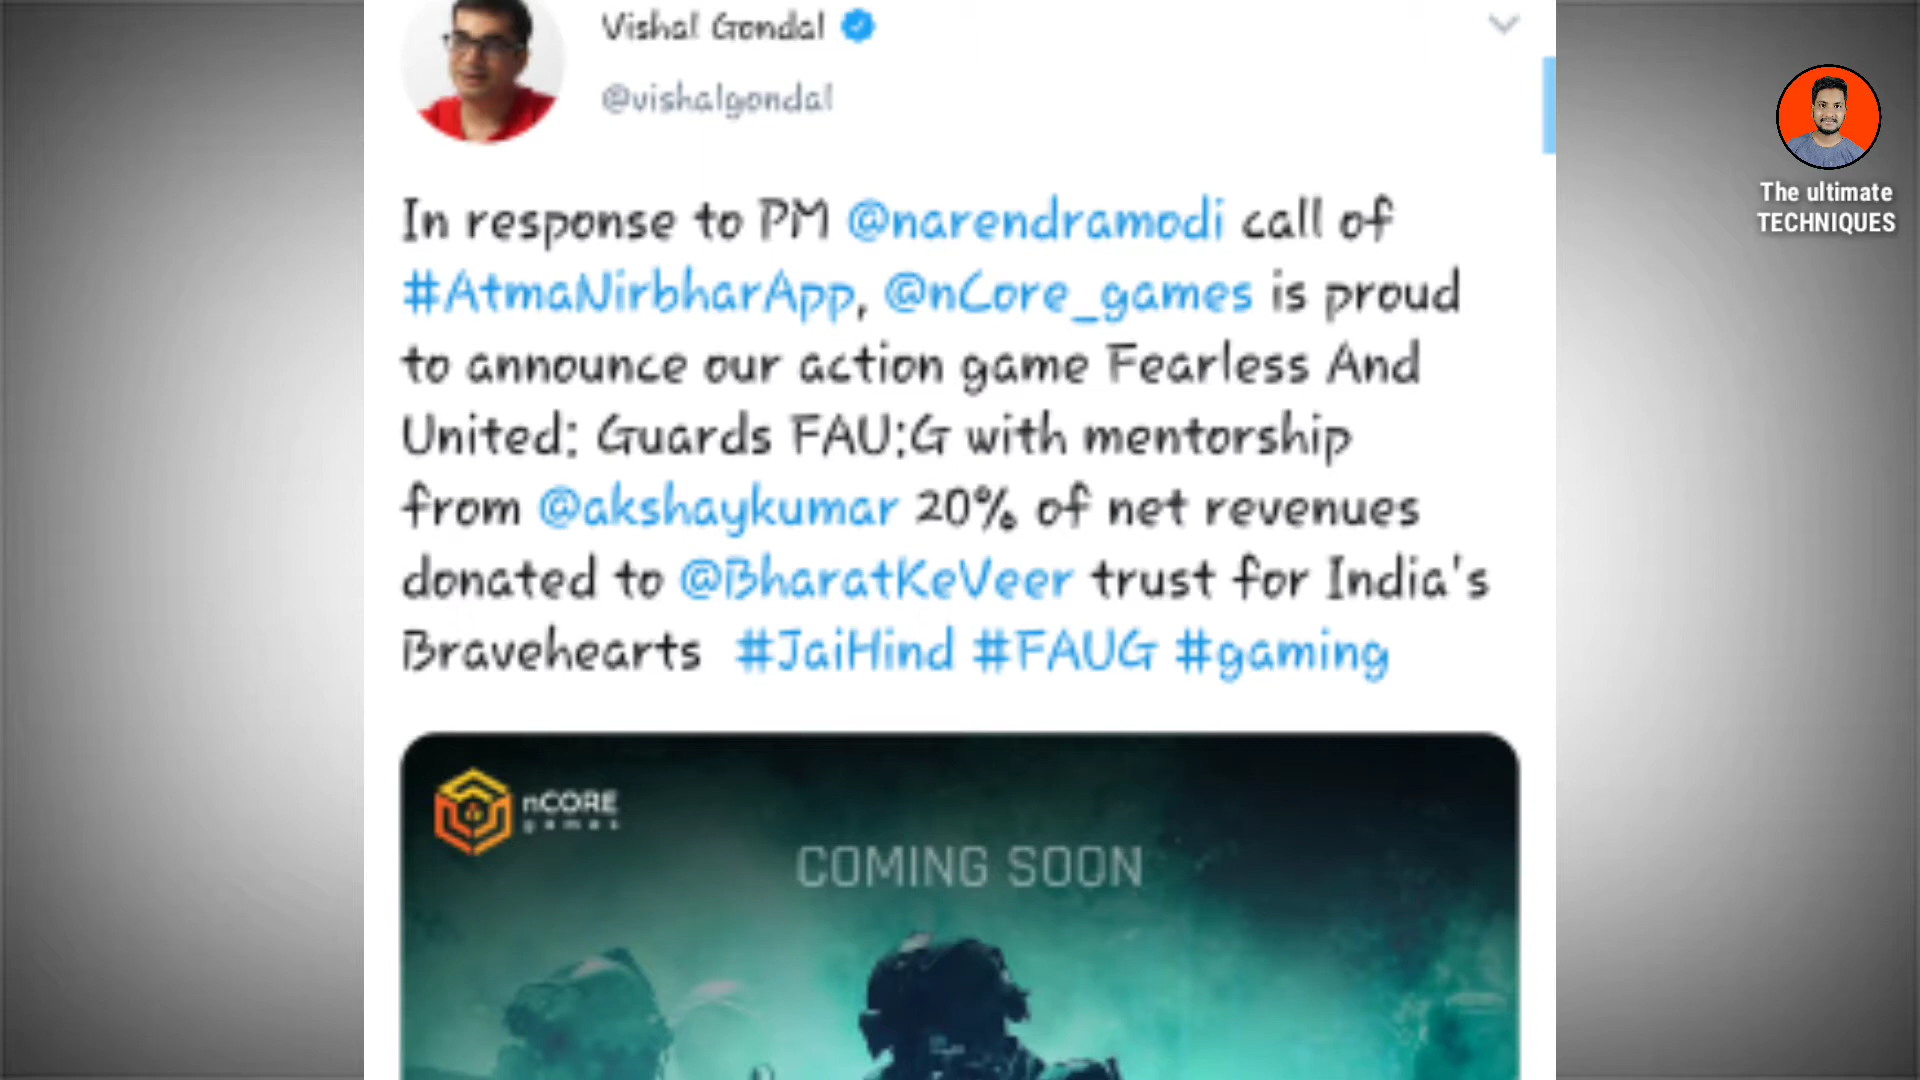 Vishal Gondal
@vishalgondal
The ultimate
TECHNIQUES
In response to PM @narendramodi call of
#AtmaNirbharApp, @nCore_games is proud
to announce our action game Fearless And
United: Guards FAU:G with mentorship
from @akshaykumar 20% of net revenues
donated to @BharatKeVeer trust for India's
Bravehearts #JaiHind #FAUG #gaming
nCORE
games
COMING SOON